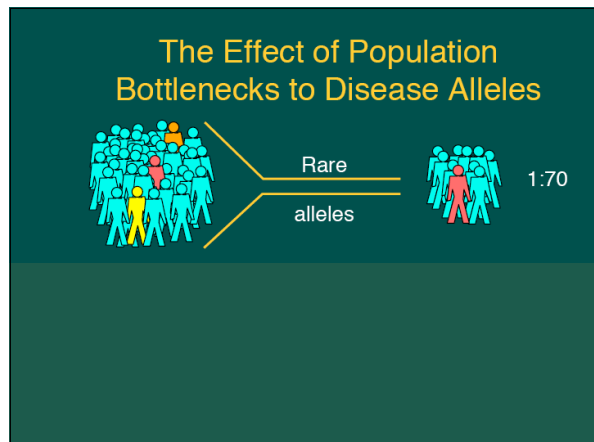 The Effect of Population
Bottlenecks to Disease Alleles
Rare
alleles
1:70